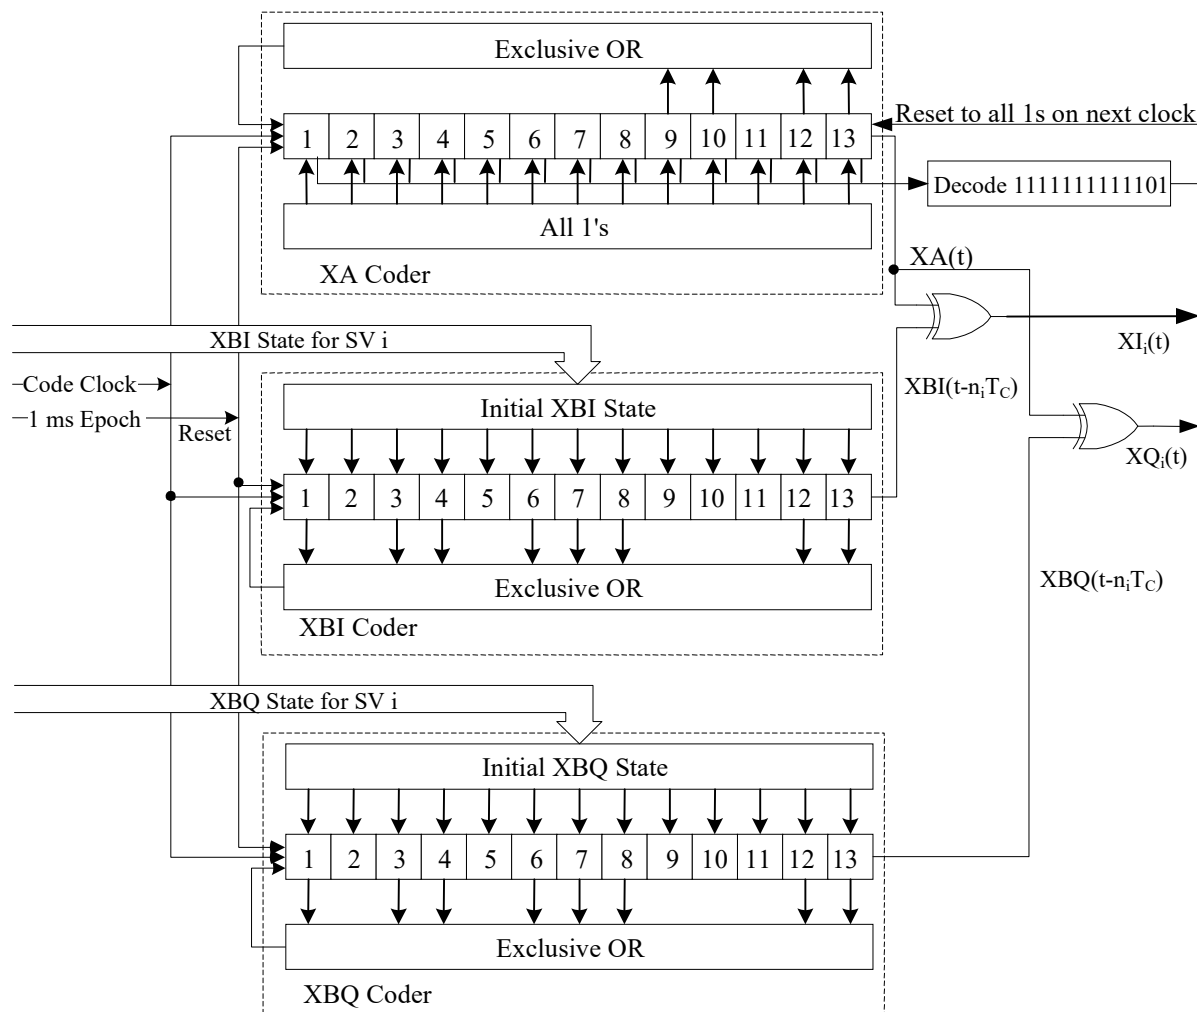 Exclusive OR
Reset to all 1s on next clock
1 2 3 4 5 6 7 8 9 10 11 12 13
Decode 1111111111101
All 1's
XA Coder
XA(t)
XBI State for SV i
XIi(t)
Code Clock
XBI(t-niTC)
Initial XBI State
1 ms Epoch
Reset
XQi(t)
1 2 3 4 5 6 7 8 9 10 11 12 13
Exclusive OR
XBQ(t-niTC)
XBI Coder
XBQ State for SV i
Initial XBQ State
1 2 3 4 5 6 7 8 9 10 11 12 13
Exclusive OR
XBQ Coder